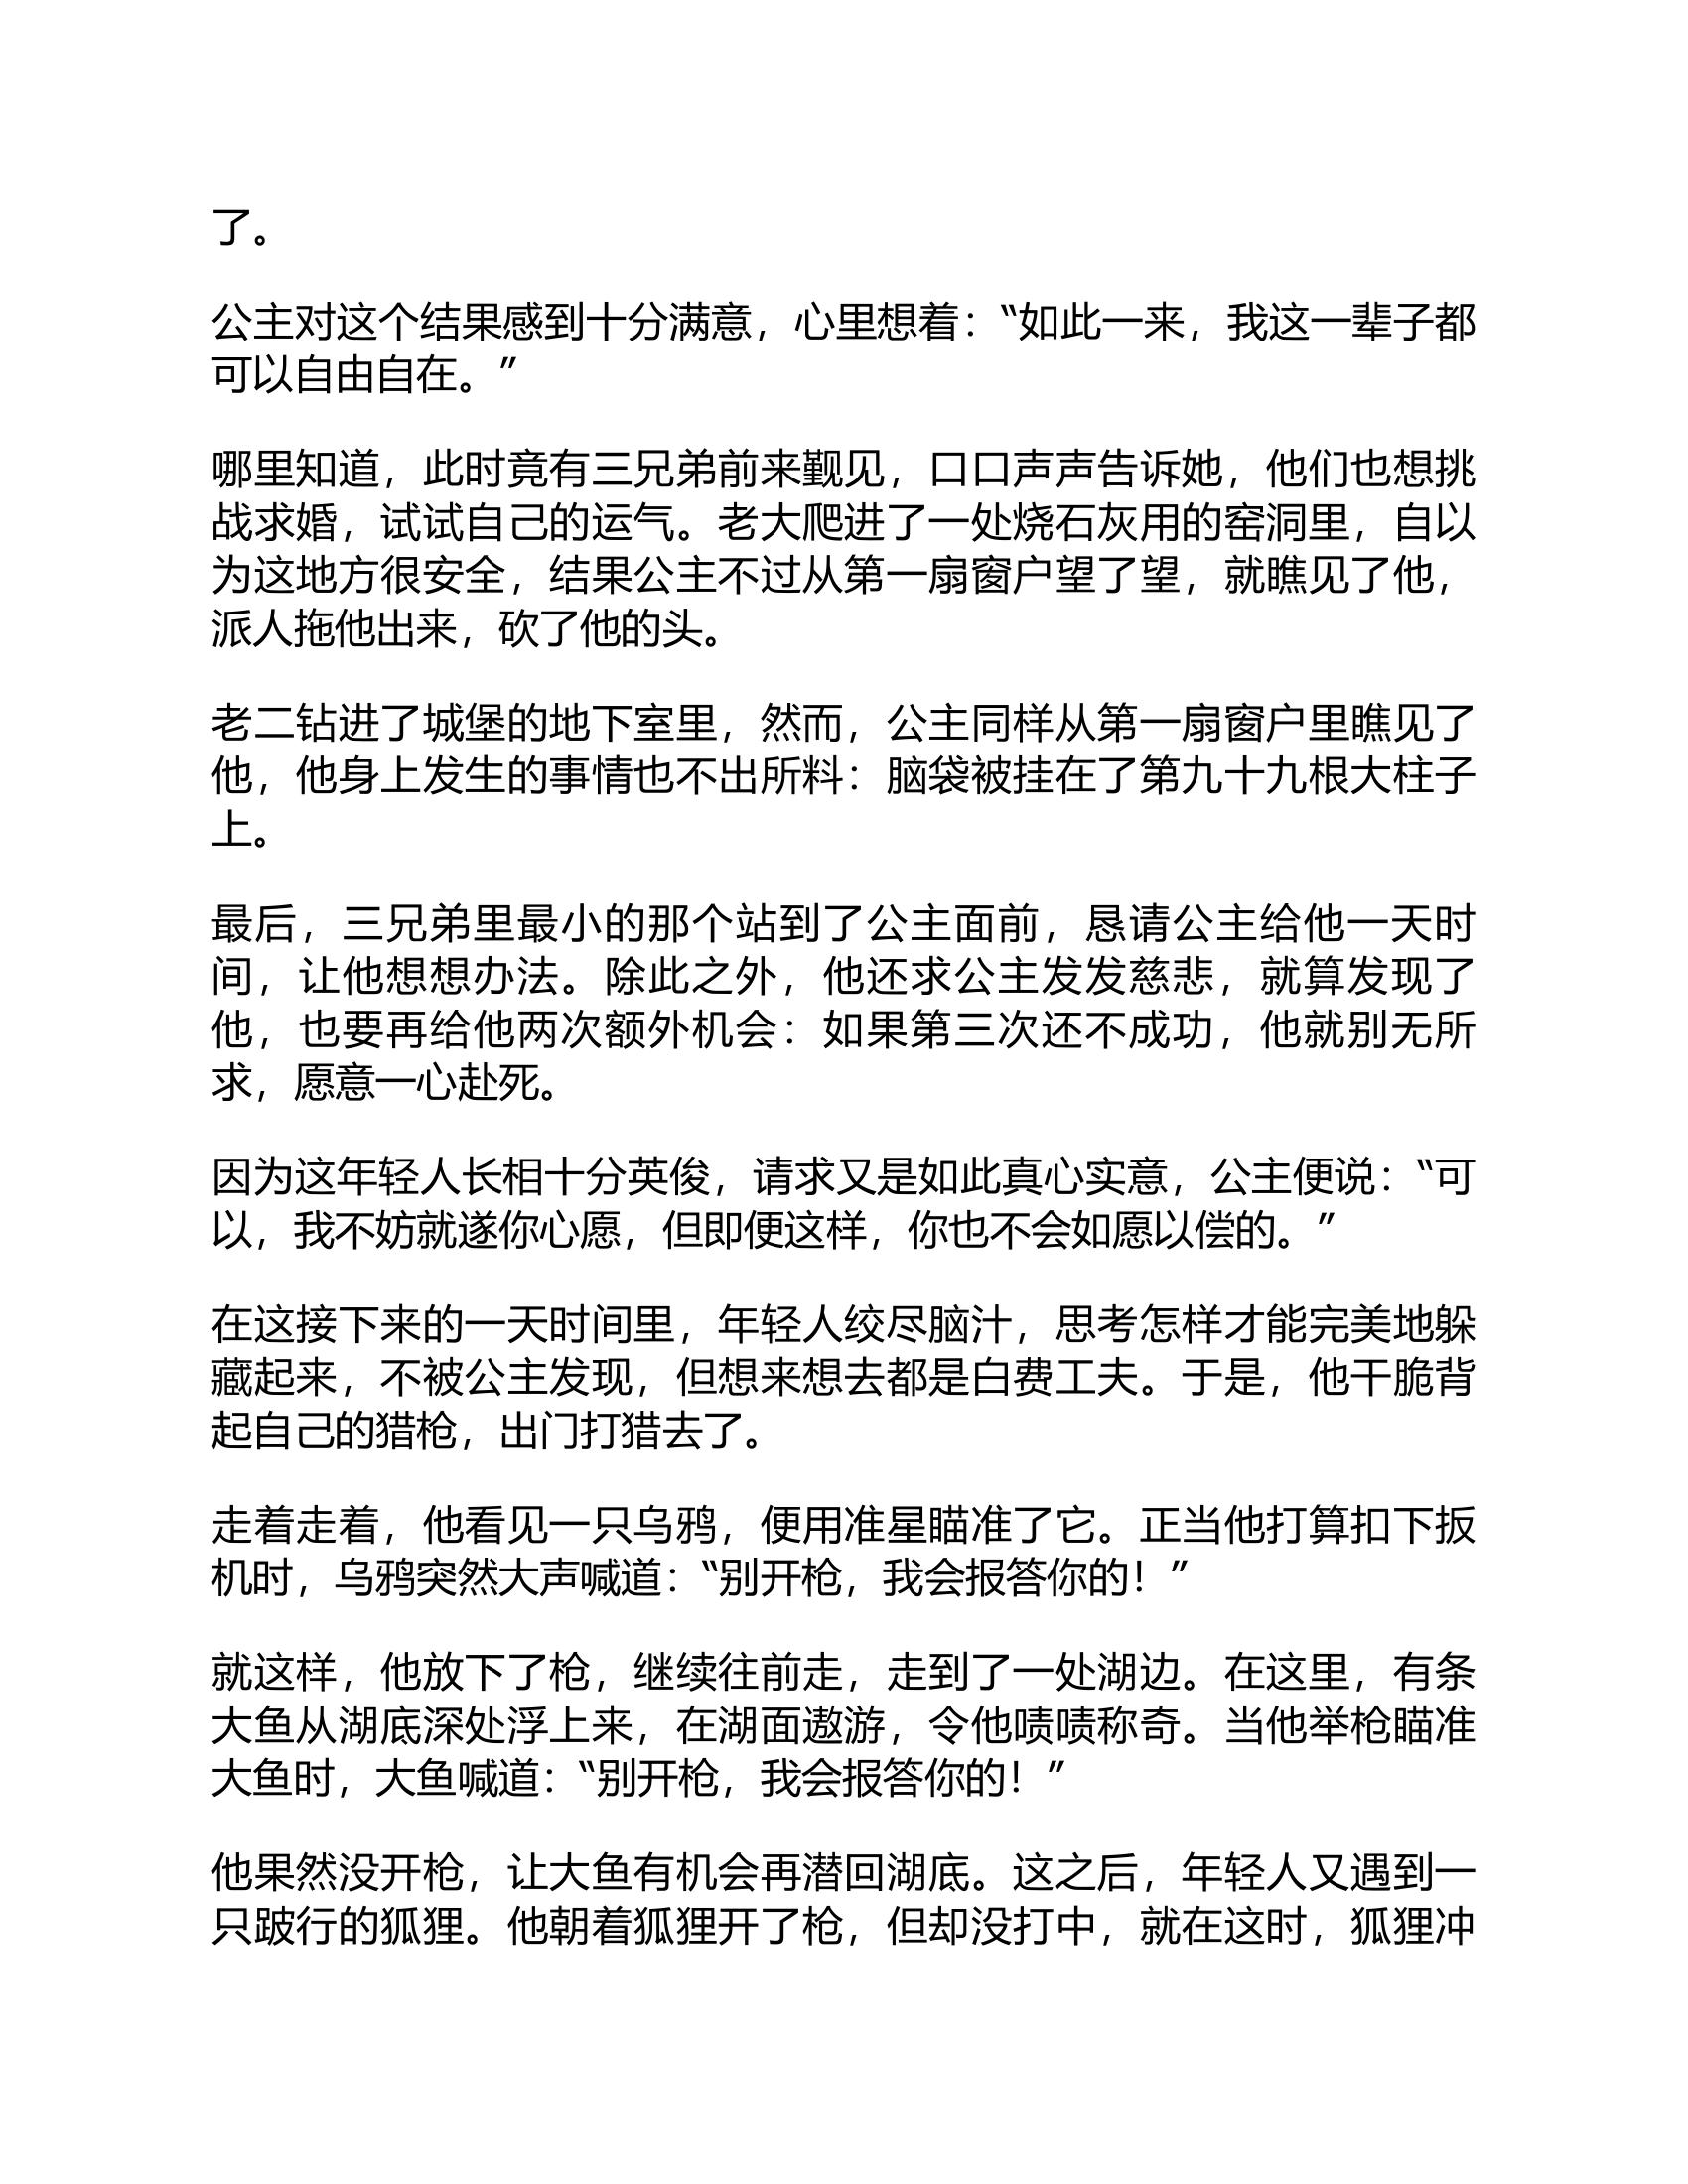 了。
公主对这个结果感到十分满意，心里想着：“如此一来，我这一辈子都
可以自由自在。”
哪里知道，此时竟有三兄弟前来觐见，口口声声告诉她，他们也想挑
战求婚，试试自己的运气。老大爬进了一处烧石灰用的窑洞里，自以
为这地方很安全，结果公主不过从第一扇窗户望了望，就瞧见了他，
派人拖他出来，砍了他的头。
老二钻进了城堡的地下室里，然而，公主同样从第一扇窗户里瞧见了
他，他身上发生的事情也不出所料：脑袋被挂在了第九十九根大柱子
上。
最后，三兄弟里最小的那个站到了公主面前，恳请公主给他一天时
间，让他想想办法。除此之外，他还求公主发发慈悲，就算发现了
他，也要再给他两次额外机会：如果第三次还不成功，他就别无所
求，愿意一心赴死。
因为这年轻人长相十分英俊，请求又是如此真心实意，公主便说：“可
以，我不妨就遂你心愿，但即便这样，你也不会如愿以偿的。”
在这接下来的一天时间里，年轻人绞尽脑汁，思考怎样才能完美地躲
藏起来，不被公主发现，但想来想去都是白费工夫。于是，他干脆背
起自己的猎枪，出门打猎去了。
走着走着，他看见一只乌鸦，便用准星瞄准了它。正当他打算扣下扳
机时，乌鸦突然大声喊道：“别开枪，我会报答你的！”
就这样，他放下了枪，继续往前走，走到了一处湖边。在这里，有条
大鱼从湖底深处浮上来，在湖面遨游，令他啧啧称奇。当他举枪瞄准
大鱼时，大鱼喊道：“别开枪，我会报答你的！”
他果然没开枪，让大鱼有机会再潜回湖底。这之后，年轻人又遇到一
只跛行的狐狸。他朝着狐狸开了枪，但却没打中，就在这时，狐狸冲